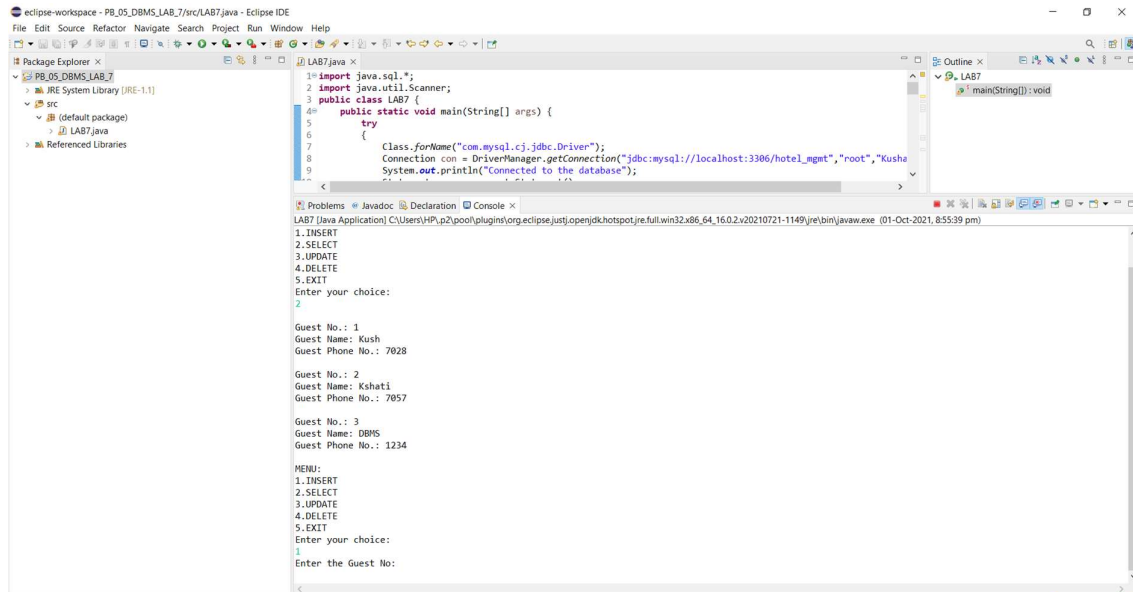 eclipse-workspace - PB_05_DBMS_LAB_7/src/LAB7.java - Eclipse IDE
File Edit Source Refactor Navigate Search Project Run Window Help
Package Explorer
PB_05_DBMS_LAB_7
JRE System Library [JRE-1.1]
src
(default package)
LAB7.java
Referenced Libraries
LAB7.java
1 import java.sql.*;
2 import java.util.Scanner;
3 public class LAB7 {
4 public static void main(String[] args) {
5 try
6 {
7 Class.forName("com.mysql.cj.jdbc.Driver");
8 Connection con = DriverManager.getConnection("jdbc:mysql://localhost:3306/hotel_mgmt","root","Kusha
9 System.out.println("Connected to the database");
Outline
LAB7
main(String[]) : void
Problems Javadoc Declaration Console
LAB7 [Java Application] C:\Users\HP\.p2\pool\plugins\org.eclipse.justj.openjdk.hotspot.jre.full.win32.x86_64_16.0.2.v20210721-1149\jre\bin\javaw.exe (01-Oct-2021, 8:55:39 pm)
1.INSERT
2.SELECT
3.UPDATE
4.DELETE
5.EXIT
Enter your choice:
2
Guest No.: 1
Guest Name: Kush
Guest Phone No.: 7028
Guest No.: 2
Guest Name: Kshati
Guest Phone No.: 7057
Guest No.: 3
Guest Name: DBMS
Guest Phone No.: 1234
MENU:
1.INSERT
2.SELECT
3.UPDATE
4.DELETE
5.EXIT
Enter your choice:
1
Enter the Guest No: